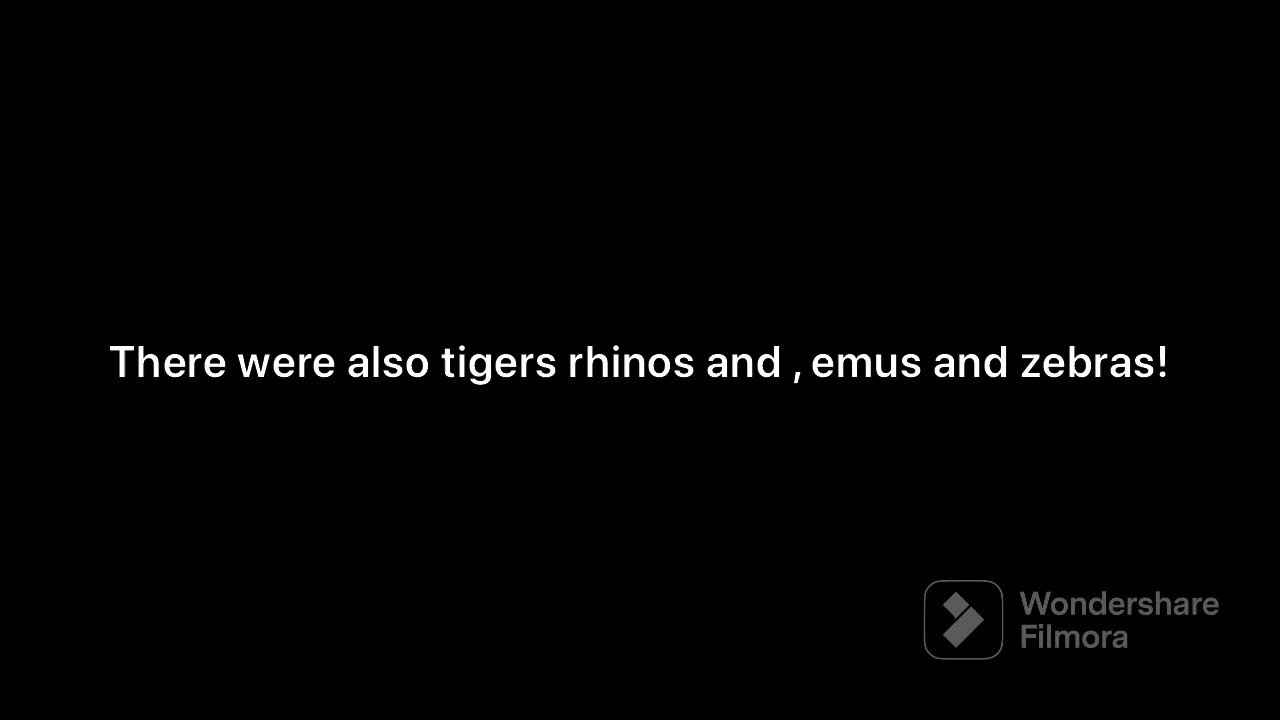 There were also tigers rhinos and , emus and zebras!
Wondershare
Filmora